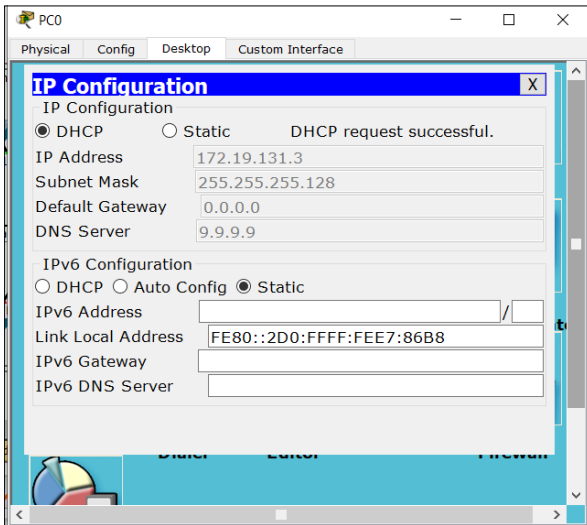 PC0
Physical Config Desktop Custom Interface
IP Configuration X
IP Configuration
DHCP Static DHCP request successful.
IP Address 172.19.131.3
Subnet Mask 255.255.255.128
Default Gateway 0.0.0.0
DNS Server 9.9.9.9
IPv6 Configuration
DHCP Auto Config Static
IPv6 Address /
Link Local Address FE80::2D0:FFFF:FEE7:86B8
IPv6 Gateway
IPv6 DNS Server
Dialer Editor Firewall